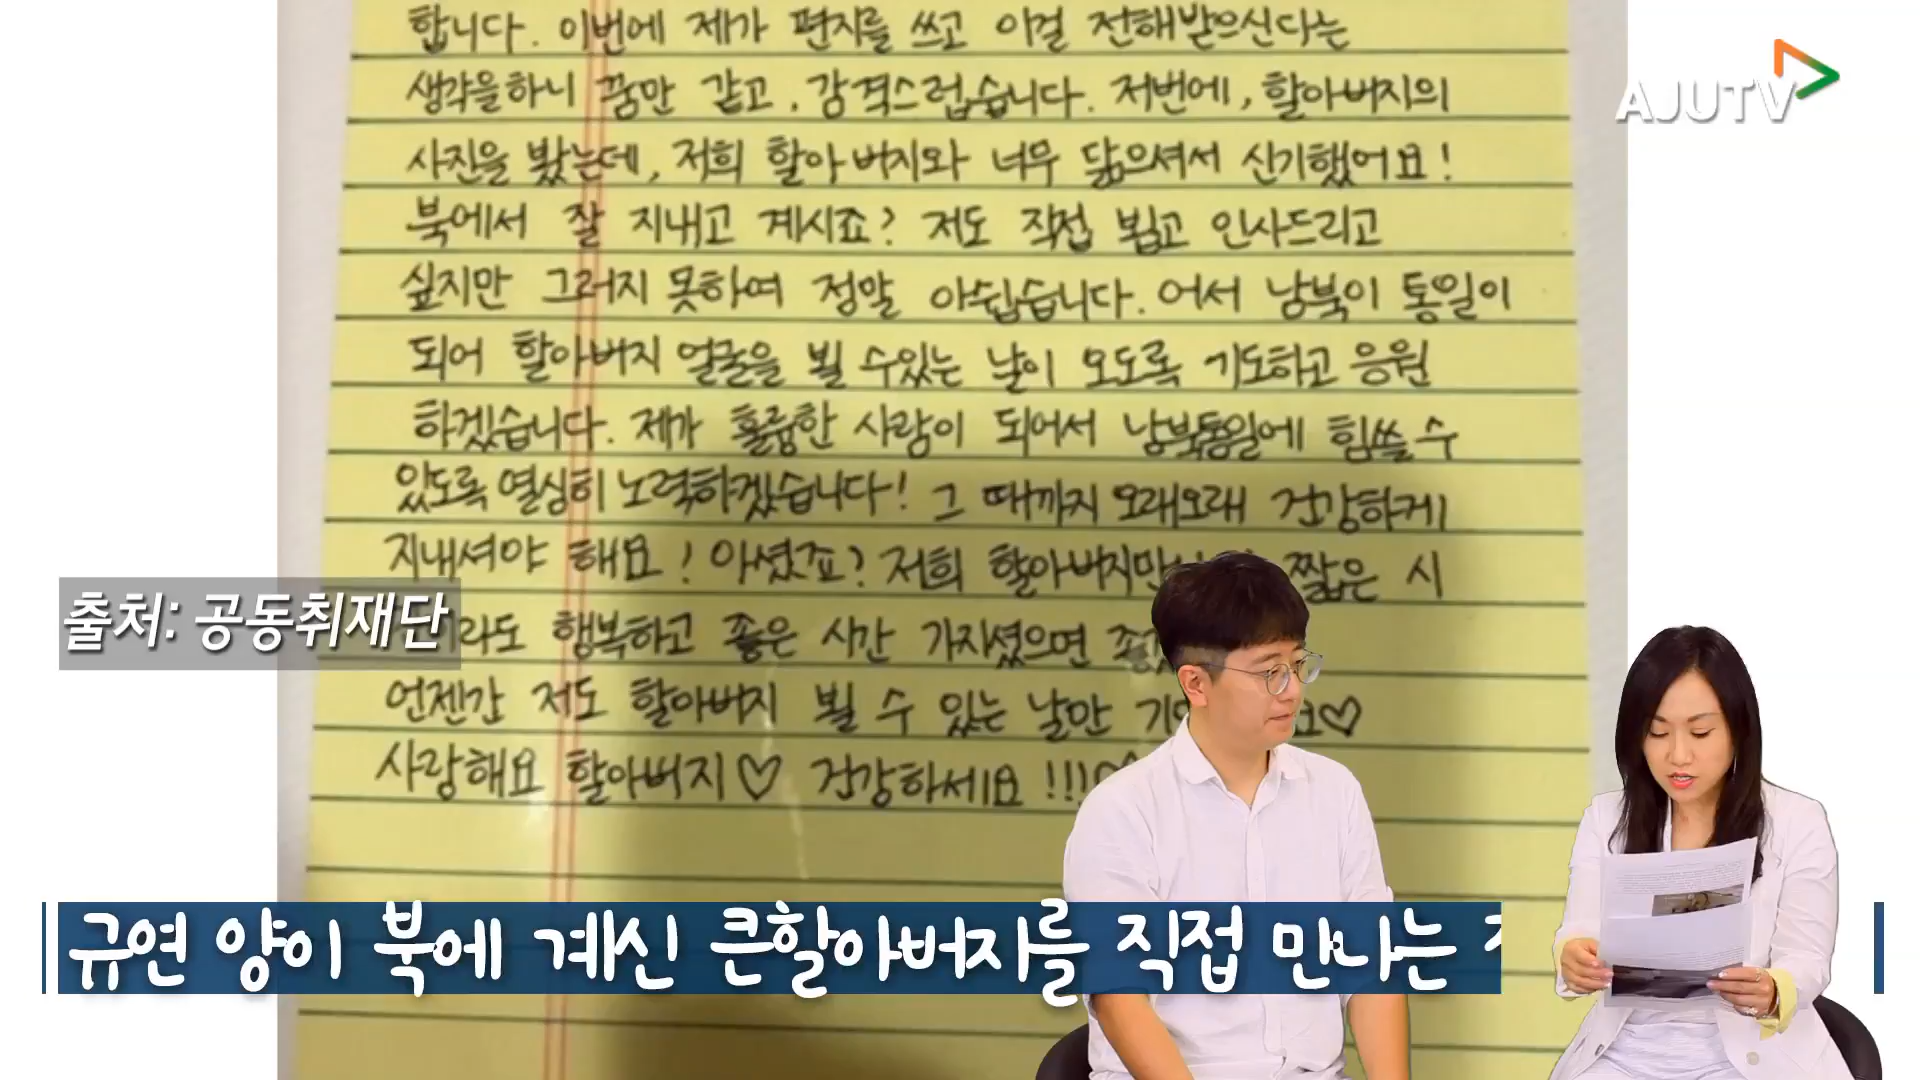 합니다. 이번에 제가 편지를 쓰고 이걸 전해받으신다는
생각을하니 꿈만 같고, 감격스럽습니다. 저번에, 할아버지의
사진을 봤는데, 저희 할아버지와 너무 닮으셔서 신기했어요!
북에서 잘 지내고 계시죠? 저도 직접 뵙고 인사드리고
싶지만 그러지 못하여 정말 아쉽습니다. 어서 남북이 통일이
되어 할아버지 얼굴을 뵐 수있는 날이 오도록 기도하고 응원
하겠습니다. 제가 훌륭한 사람이 되어서 남북통일에 힘쓸 수
있도록 열심히 노력하겠습니다! 그 때까지 오래오래 건강하게
지내셔야 해요! 아셨죠? 저희 할아버지 짧은 시
라도 행복하고 좋은 시간 가지셨으면
언젠간 저도 할아버지 뵐 수 있는 날만 ♡
사랑해요 할아버지♡ 건강하세요!!!
AJUTV
출처: 공동취재단
규연 양이 북에 계신 큰할아버지를 직접 만나는